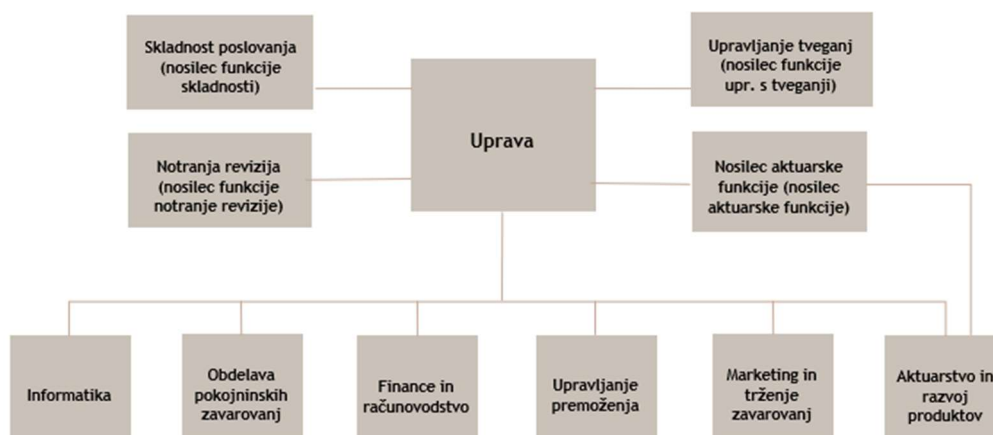 Skladnost poslovanja
(nosilec funkcije
skladnosti)
Upravljanje tveganj
(nosilec funkcije
upr. s tveganji)
Uprava
Notranja revizija
(nosilec funkcije
notranje revizije)
Nosilec aktuarske
funkcije (nosilec
aktuarske funkcije)
Informatika
Obdelava
pokojninskih
zavarovanj
Finance in
računovodstvo
Upravljanje
premoženja
Marketing in
trženje
zavarovanj
Aktuarstvo in
razvoj
produktov